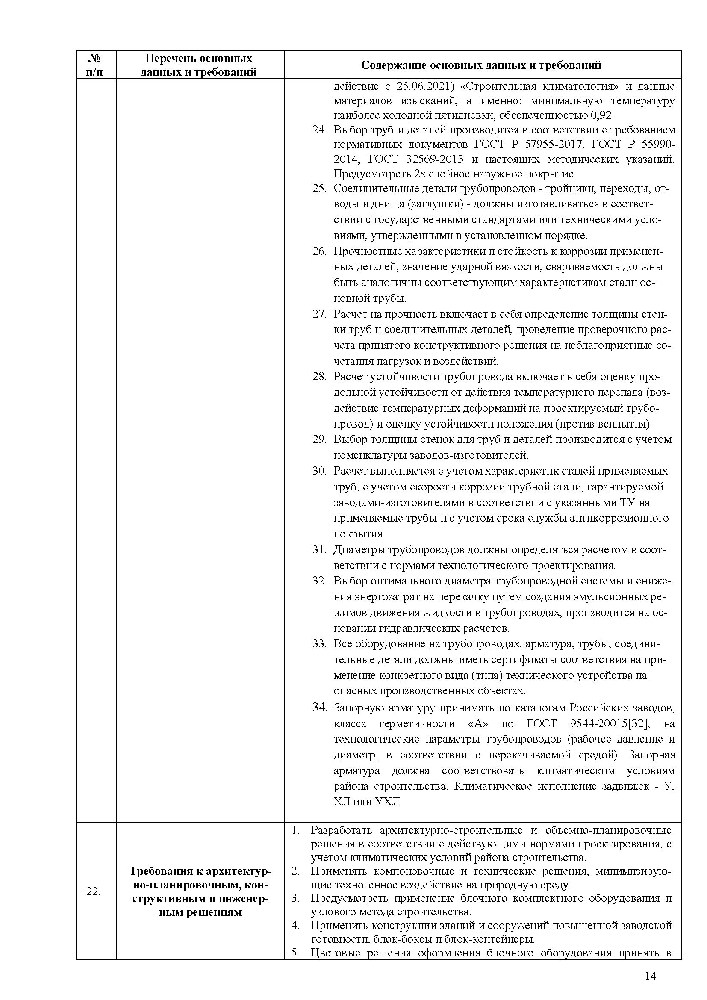 №
п/п
Перечень основных
данных и требований
Содержание основных данных и требований
действие с 25.06.2021) «Строительная климатология» и данные
материалов изысканий, а именно: минимальную температуру
наиболее холодной пятидневки, обеспеченностью 0,92.
24. Выбор труб и деталей производится в соответствии с требованием
нормативных документов ГОСТ Р 57955-2017, ГОСТ Р 55990-
2014, ГОСТ 32569-2013 и настоящих методических указаний.
Предусмотреть 2х слойное наружное покрытие
25. Соединительные детали трубопроводов - тройники, переходы, от-
воды и днища (заглушки) - должны изготавливаться в соответ-
ствии с государственными стандартами или техническими усло-
виями, утвержденными в установленном порядке.
26. Прочностные характеристики и стойкость к коррозии применен-
ных деталей, значение ударной вязкости, свариваемость должны
быть аналогичны соответствующим характеристикам стали ос-
новной трубы.
27. Расчет на прочность включает в себя определение толщины стен-
ки труб и соединительных деталей, проведение проверочного рас-
чета принятого конструктивного решения на неблагоприятные со-
четания нагрузок и воздействий.
28. Расчет устойчивости трубопровода включает в себя оценку про-
дольной устойчивости от действия температурного перепада (воз-
действие температурных деформаций на проектируемый трубо-
провод) и оценку устойчивости положения (против всплытия).
29. Выбор толщины стенок для труб и деталей производится с учетом
номенклатуры заводов-изготовителей.
30. Расчет выполняется с учетом характеристик сталей применяемых
труб, с учетом скорости коррозии трубной стали, гарантируемой
заводами-изготовителями в соответствии с указанными ТУ на
применяемые трубы и с учетом срока службы антикоррозионного
покрытия.
31. Диаметры трубопроводов должны определяться расчетом в соот-
ветствии с нормами технологического проектирования.
32. Выбор оптимального диаметра трубопроводной системы и сниже-
ния энергозатрат на перекачку путем создания эмульсионных ре-
жимов движения жидкости в трубопроводах, производится на ос-
новании гидравлических расчетов.
33. Все оборудование на трубопроводах, арматура, трубы, соедини-
тельные детали должны иметь сертификаты соответствия на при-
менение конкретного вида (типа) технического устройства на
опасных производственных объектах.
34. Запорную арматуру принимать по каталогам Российских заводов,
класса герметичности «А» по ГОСТ 9544-20015[32], на
технологические параметры трубопроводов (рабочее давление и
диаметр, в соответствии с перекачиваемой средой). Запорная
арматура должна соответствовать климатическим условиям
района строительства. Климатическое исполнение задвижек - У,
ХЛ или УХЛ
22.
Требования к архитектур-
но-планировочным, кон-
структивным и инженер-
ным решениям
1. Разработать архитектурно-строительные и объемно-планировочные
решения в соответствии с действующими нормами проектирования, с
учетом климатических условий района строительства.
2. Применять компоновочные и технические решения, минимизирую-
щие техногенное воздействие на природную среду.
3. Предусмотреть применение блочного комплектного оборудования и
узлового метода строительства.
4. Применить конструкции зданий и сооружений повышенной заводской
готовности, блок-боксы и блок-контейнеры.
5. Цветовые решения оформления блочного оборудования принять в
14